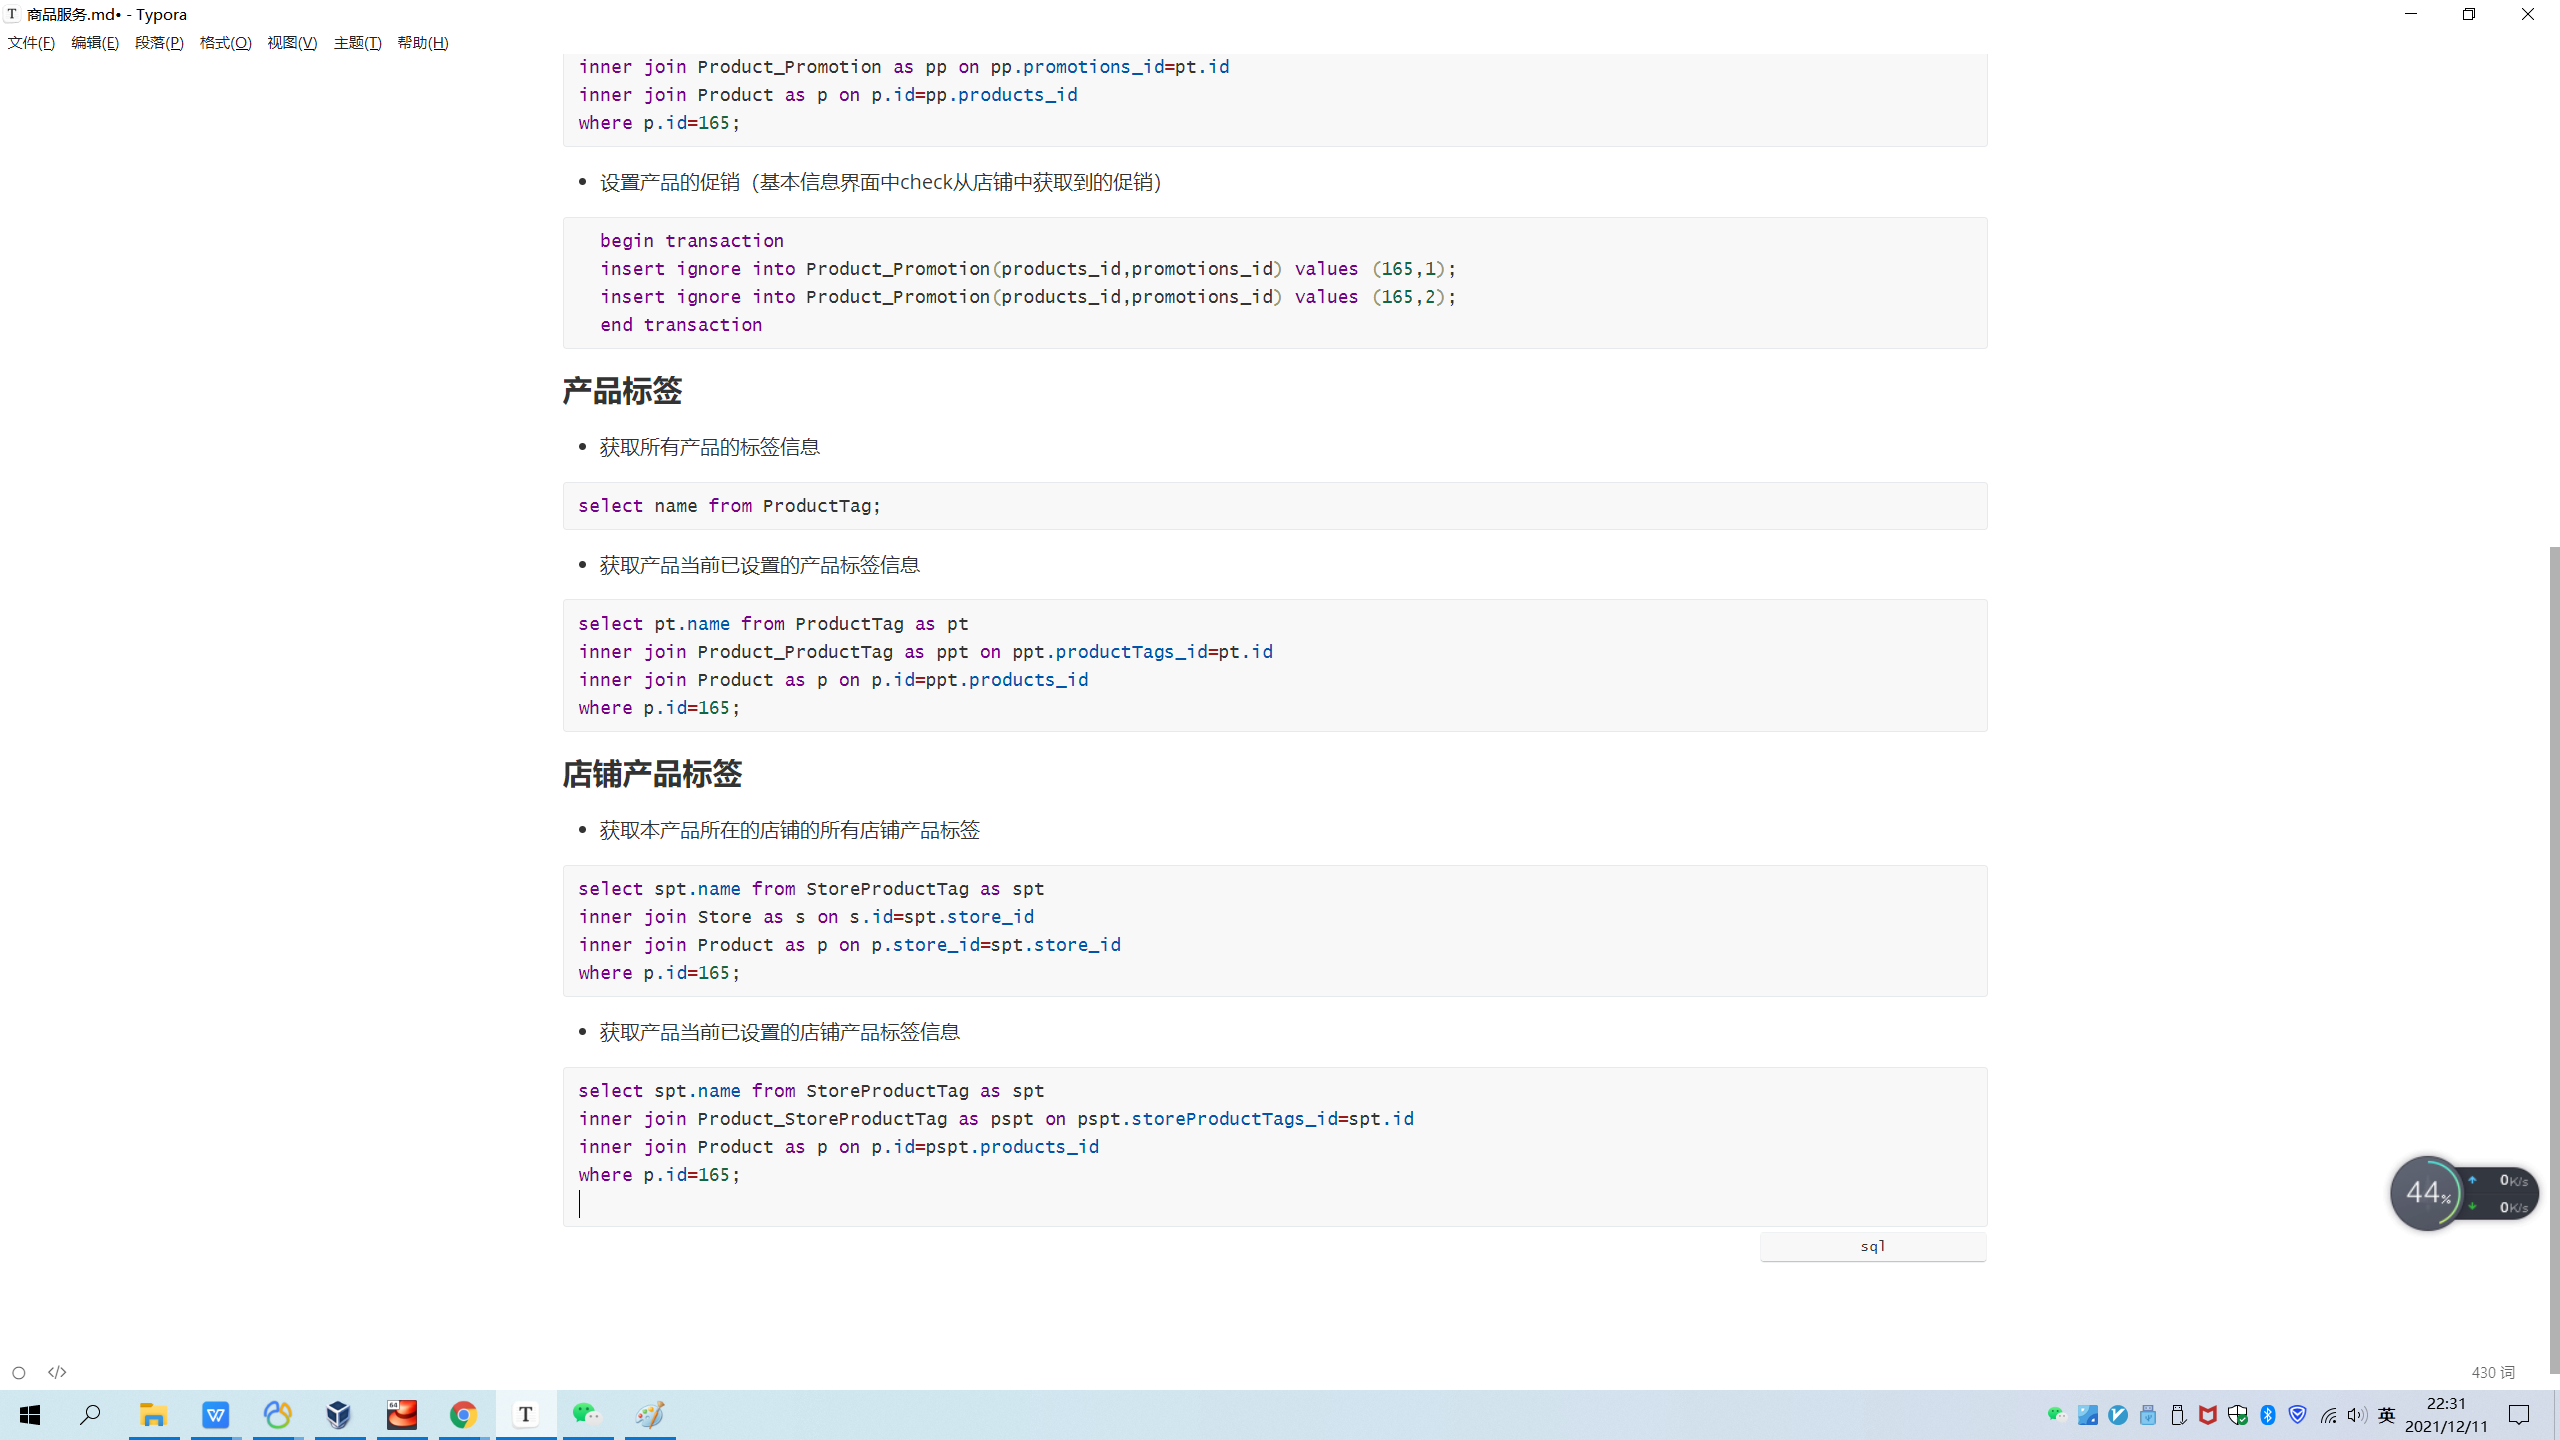 商品服务.md• - Typora
文件(F) 编辑(E) 段落(P) 格式(O) 视图(V) 主题(T) 帮助(H)
inner join Product_Promotion as pp on pp.promotions_id=pt.id
inner join Product as p on p.id=pp.products_id
where p.id=165;
设置产品的促销（基本信息界面中check从店铺中获取到的促销）
begin transaction
insert ignore into Product_Promotion(products_id,promotions_id) values (165,1);
insert ignore into Product_Promotion(products_id,promotions_id) values (165,2);
end transaction
产品标签
获取所有产品的标签信息
select name from ProductTag;
获取产品当前已设置的产品标签信息
select pt.name from ProductTag as pt
inner join Product_ProductTag as ppt on ppt.productTags_id=pt.id
inner join Product as p on p.id=ppt.products_id
where p.id=165;
店铺产品标签
获取本产品所在的店铺的所有店铺产品标签
select spt.name from StoreProductTag as spt
inner join Store as s on s.id=spt.store_id
inner join Product as p on p.store_id=spt.store_id
where p.id=165;
获取产品当前已设置的店铺产品标签信息
select spt.name from StoreProductTag as spt
inner join Product_StoreProductTag as pspt on pspt.storeProductTags_id=spt.id
inner join Product as p on p.id=pspt.products_id
where p.id=165;
44%
0K/s
0K/s
sql
</>
430 词
英
22:31
2021/12/11